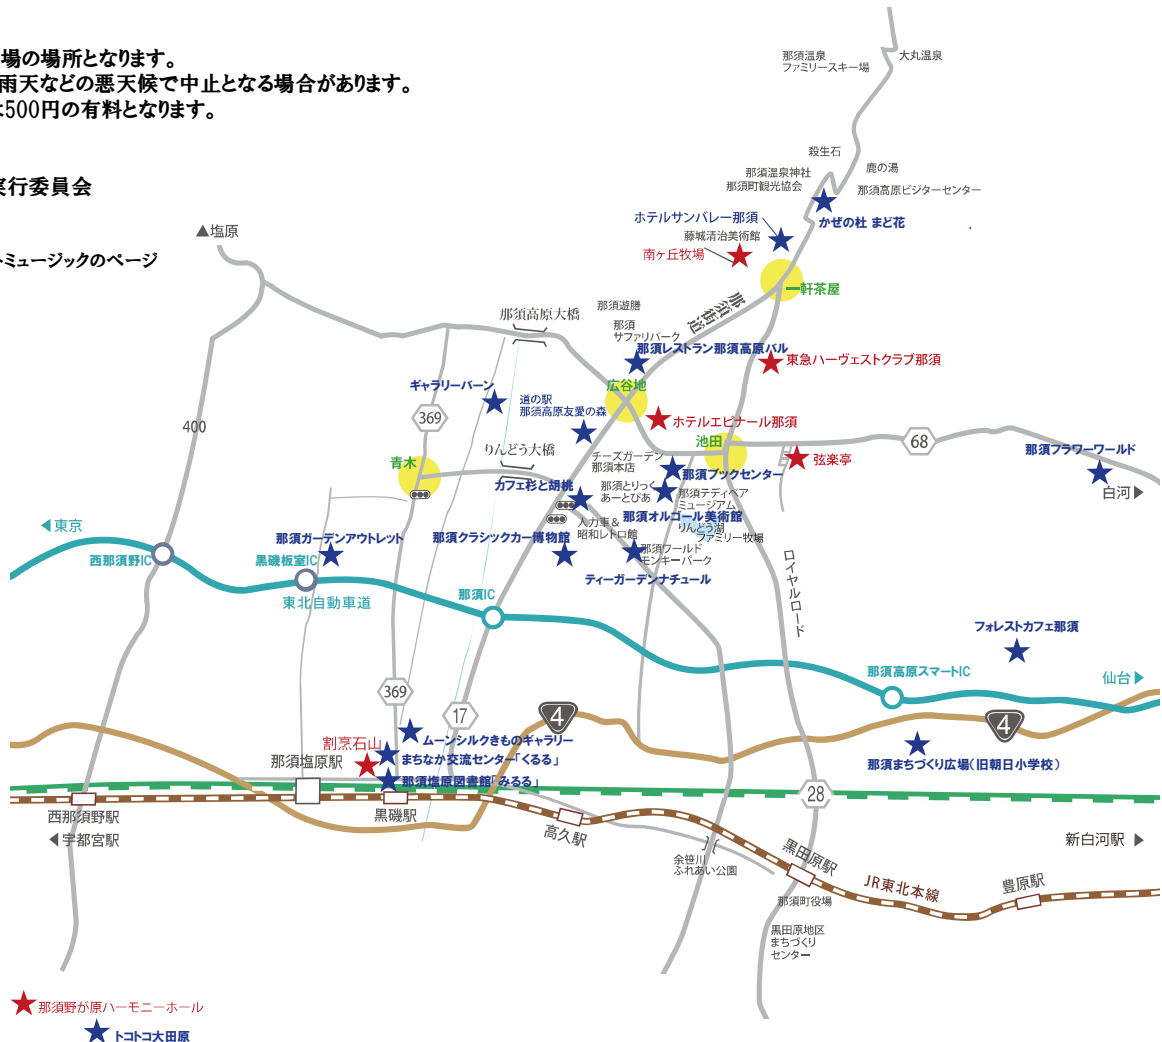 場の場所となります。
雨天などの悪天候で中止となる場合があります。
は500円の有料となります。
実行委員会
トミュージックのページ
那須温泉
ファミリースキー場
大丸温泉
殺生石
鹿の湯
那須温泉神社
那須町観光協会
那須高原ビジターセンター
かぜの杜 まど花
ホテルサンバレー那須
藤城清治美術館
南ヶ丘牧場
▲塩原
一軒茶屋
那須街道
那須高原大橋
那須遊膳
那須
サファリパーク
那須レストラン那須高原バル
東急ハーヴェストクラブ那須
広谷地
ギャラリーバーン
道の駅
那須高原友愛の森
369
400
ホテルエピナール那須
池田
68
りんどう大橋
チーズガーデン
那須本店
弦楽亭
那須フラワーワールド
白河▶
青木
那須ブックセンター
カフェ杉と胡桃
那須とりっく
あーとぴあ
那須テディベア
ミュージアム
那須オルゴール美術館
りんどう湖
ファミリー牧場
人力車&
昭和レトロ館
◀東京
西那須野IC
那須ガーデンアウトレット
黒磯板室IC
東北自動車道
那須クラシックカー博物館
那須ワールド
モンキーパーク
ティーガーデンナチュール
那須IC
ロイヤルロード
フォレストカフェ那須
那須高原スマートIC
仙台▶
369
17
4
4
ムーンシルクきものギャラリー
割烹石山
まちなか交流センター「くるる」
那須塩原駅
那須塩原図書館「みるる」
那須まちづくり広場(旧朝日小学校)
28
西那須野駅
◀宇都宮駅
黒磯駅
高久駅
新白河駅 ▶
余笹川
ふれあい公園
黒田原駅
JR東北本線
豊原駅
那須町役場
黒田原地区
まちづくり
センター
那須野が原ハーモニーホール
トコトコ大田原